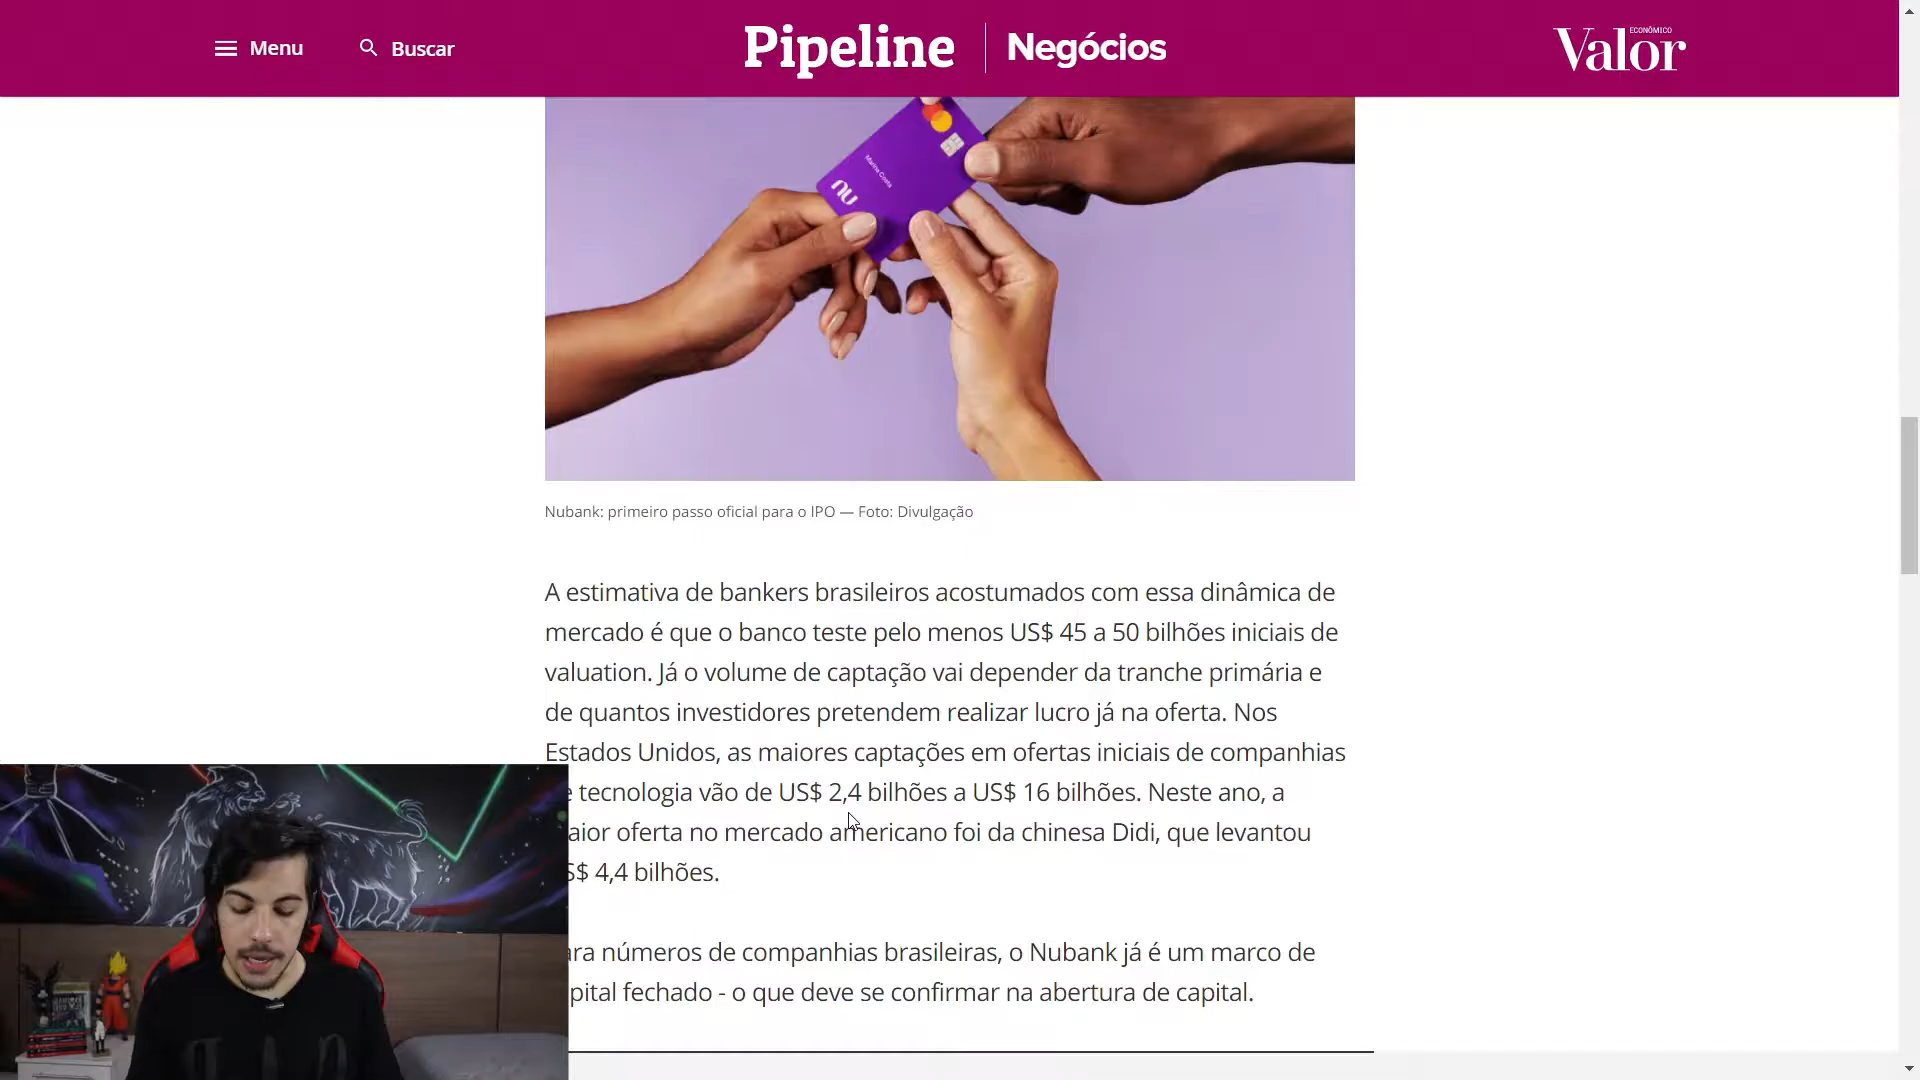 Menu
Buscar
Pipeline
Negócios
Valor
ECONÔMICO
Marina Costa
nu
Nubank: primeiro passo oficial para o IPO — Foto: Divulgação
A estimativa de bankers brasileiros acostumados com essa dinâmica de
mercado é que o banco teste pelo menos US$ 45 a 50 bilhões iniciais de
valuation. Já o volume de captação vai depender da tranche primária e
de quantos investidores pretendem realizar lucro já na oferta. Nos
Estados Unidos, as maiores captações em ofertas iniciais de companhias
e tecnologia vão de US$ 2,4 bilhões a US$ 16 bilhões. Neste ano, a
aior oferta no mercado americano foi da chinesa Didi, que levantou
S$ 4,4 bilhões.
ara números de companhias brasileiras, o Nubank já é um marco de
pital fechado - o que deve se confirmar na abertura de capital.